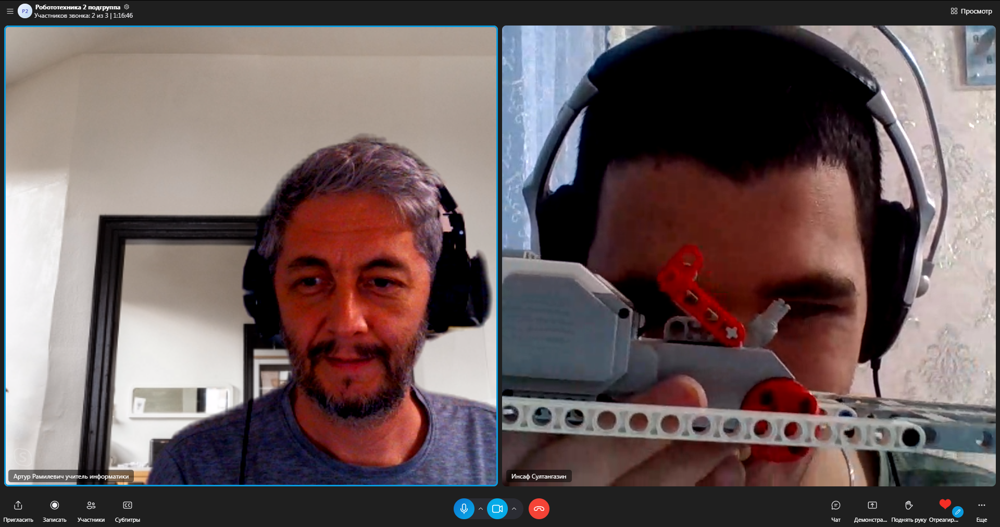 Робототехника 2 подгруппа
P2
Участников звонка: 2 из 3 | 1:16:46
Просмотр
Артур Рамилевич учитель информатики
Инсаф Султангазин
CC
Пригласить
Записать
Участники
Субтитры
Чат
Демонстра...
Поднять руку
Отреагир...
Еще